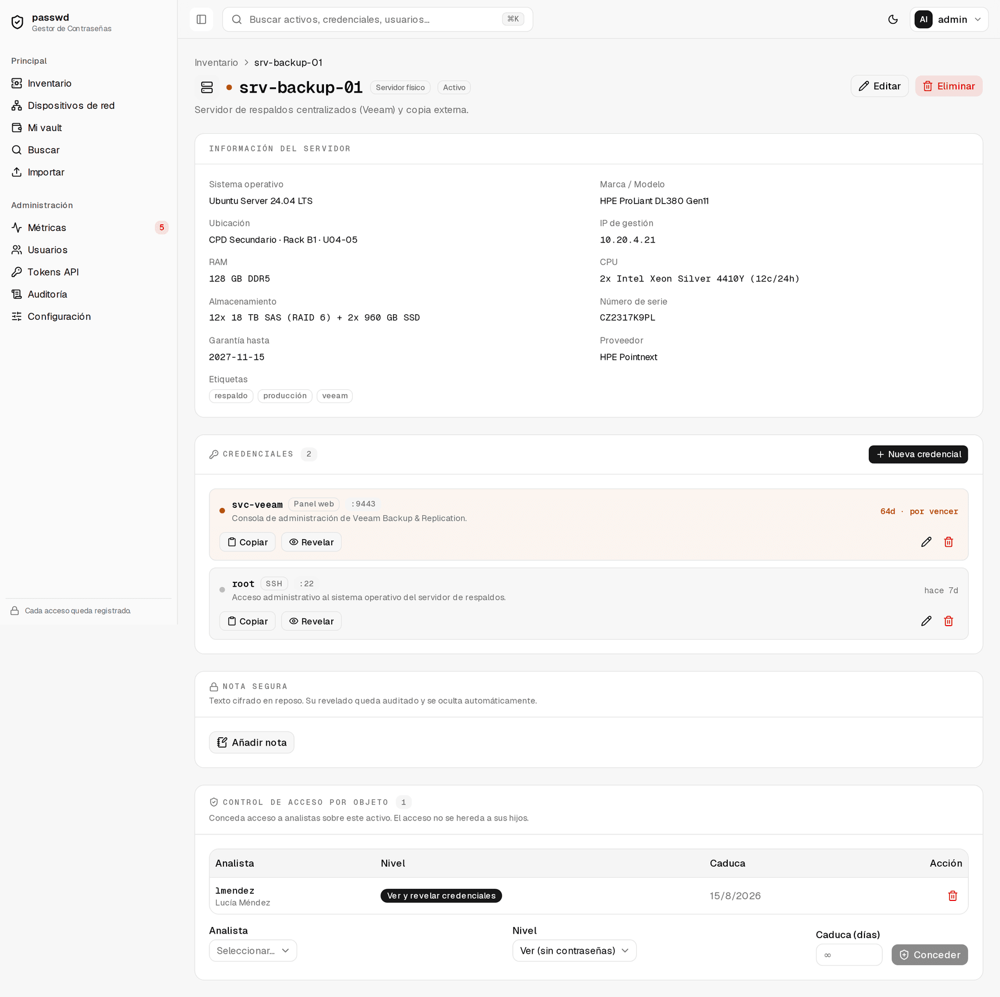 passwd
Gestor de Contraseñas
Principal
Inventario
Dispositivos de red
Mi vault
Buscar
Importar
Administración
Métricas 5
Usuarios
Tokens API
Auditoría
Configuración
Cada acceso queda registrado.
Buscar activos, credenciales, usuarios... ⌘K
AI admin
Inventario > srv-backup-01
srv-backup-01 Servidor físico Activo
Editar Eliminar
Servidor de respaldos centralizados (Veeam) y copia externa.
INFORMACIÓN DEL SERVIDOR
Sistema operativo
Ubuntu Server 24.04 LTS
Marca / Modelo
HPE ProLiant DL380 Gen11
Ubicación
CPD Secundario · Rack B1 · U04-05
IP de gestión
10.20.4.21
RAM
128 GB DDR5
CPU
2x Intel Xeon Silver 4410Y (12c/24h)
Almacenamiento
12x 18 TB SAS (RAID 6) + 2x 960 GB SSD
Número de serie
CZ2317K9PL
Garantía hasta
2027-11-15
Proveedor
HPE Pointnext
Etiquetas
respaldo producción veeam
CREDENCIALES 2
+ Nueva credencial
svc-veeam Panel web :9443
Consola de administración de Veeam Backup & Replication.
64d · por vencer
Copiar Revelar
root SSH :22
Acceso administrativo al sistema operativo del servidor de respaldos.
hace 7d
Copiar Revelar
NOTA SEGURA
Texto cifrado en reposo. Su revelado queda auditado y se oculta automáticamente.
Añadir nota
CONTROL DE ACCESO POR OBJETO 1
Conceda acceso a analistas sobre este activo. El acceso no se hereda a sus hijos.
Analista Nivel Caduca Acción
lmendez
Lucía Méndez
Ver y revelar credenciales
15/8/2026
Analista
Seleccionar...
Nivel
Ver (sin contraseñas)
Caduca (días)
∞
Conceder